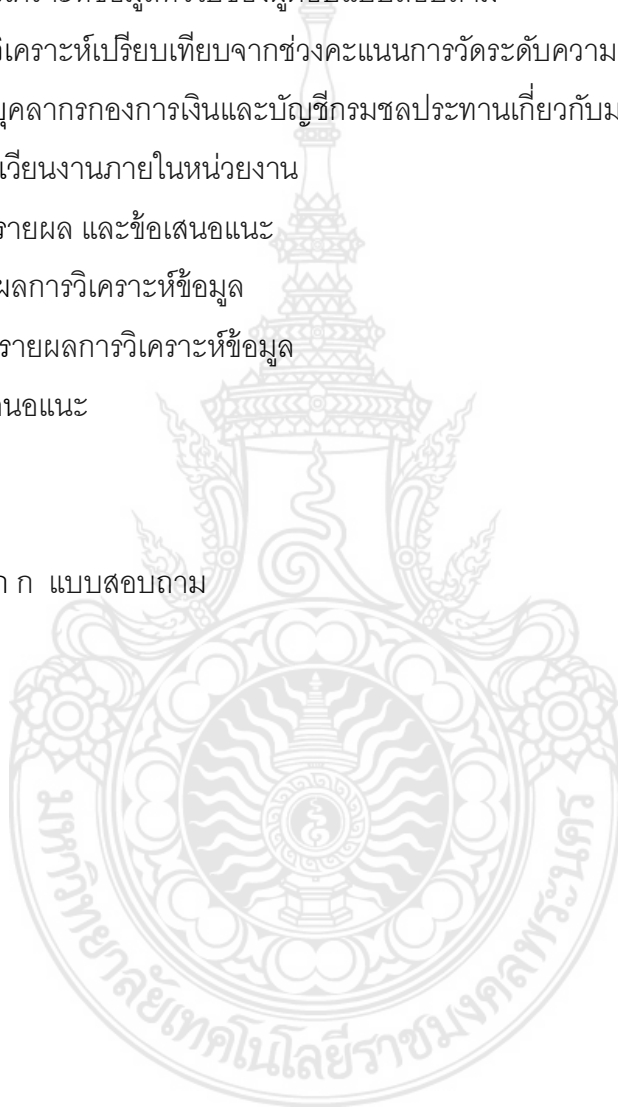 วิเคราะห์เปรียบเทียบจากช่วงคะแนนการวัดระดับความ
บุคลากรกองการเงินและบัญชีกรมชลประทานเกี่ยวกับม
เวียนงานภายในหน่วยงาน
รายผล และข้อเสนอแนะ
ผลการวิเคราะห์ข้อมูล
รายผลการวิเคราะห์ข้อมูล
นอแนะ
ก แบบสอบถาม
มหาวิทยาลัยเทคโนโลยีราชมงคลพระนคร